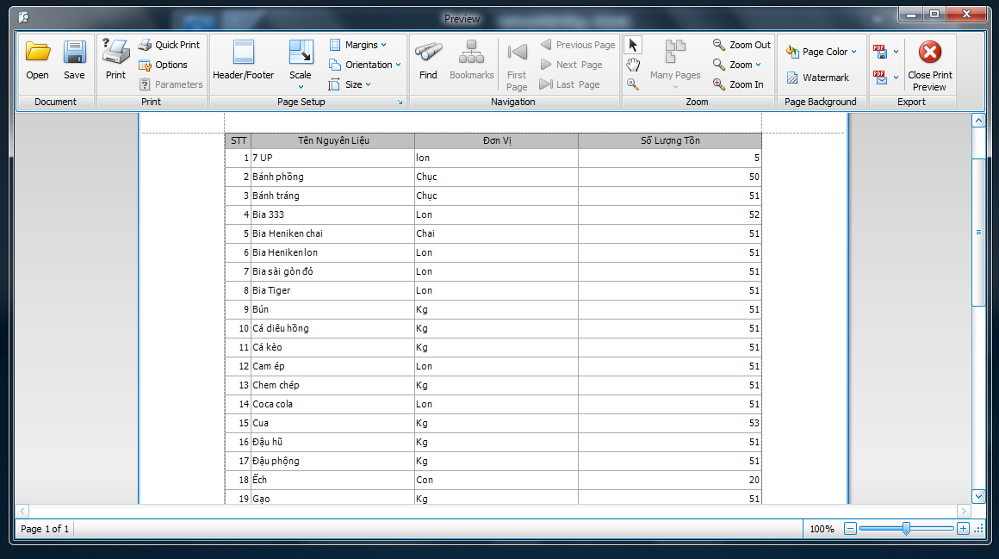 Preview
Open
Save
Document
Print
Quick Print
Options
Parameters
Print
Header/Footer
Scale
Margins
Orientation
Size
Page Setup
Find
Bookmarks
First
Page
Previous Page
Next Page
Last Page
Navigation
Many Pages
Zoom Out
Zoom
Zoom In
Zoom
Page Color
Watermark
Page Background
PDF
PDF
Export
Close Print
Preview
STT Tên Nguyên Liệu Đơn Vị Số Lượng Tồn
1 7 UP lon 5
2 Bánh phồng Chục 50
3 Bánh tráng Chục 51
4 Bia 333 Lon 52
5 Bia Heniken chai Chai 51
6 Bia Heniken lon Lon 51
7 Bia sài gòn đỏ Lon 51
8 Bia Tiger Lon 51
9 Bún Kg 51
10 Cá diêu hồng Kg 51
11 Cá kèo Kg 51
12 Cam ép Lon 51
13 Chem chép Kg 51
14 Coca cola Lon 51
15 Cua Kg 53
16 Đậu hũ Kg 51
17 Đậu phộng Kg 51
18 Ếch Con 20
19 Gạo Kg 51
Page 1 of 1
100%